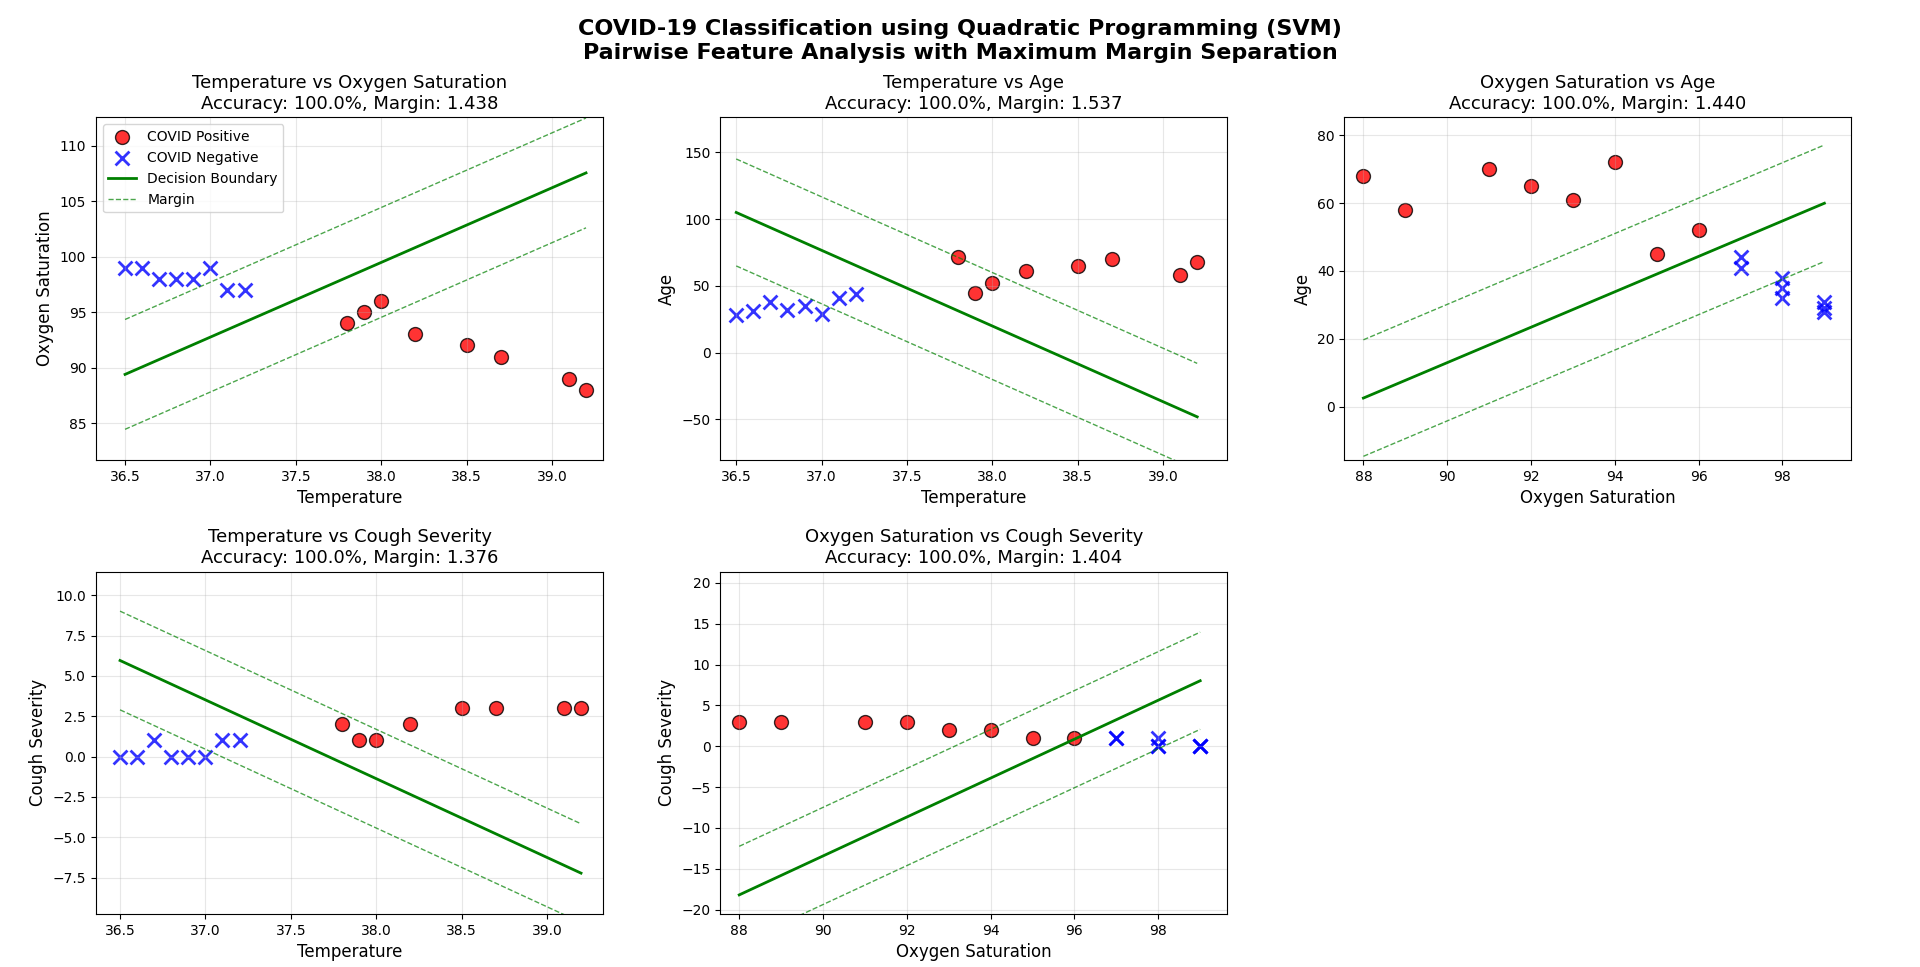 COVID-19 Classification using Quadratic Programming (SVM)
Pairwise Feature Analysis with Maximum Margin Separation
Temperature vs Oxygen Saturation
Accuracy: 100.0%, Margin: 1.438
COVID Positive
COVID Negative
Decision Boundary
Margin
Oxygen Saturation
110
105
100
95
90
85
36.5 37.0 37.5 38.0 38.5 39.0
Temperature
Temperature vs Age
Accuracy: 100.0%, Margin: 1.537
Age
150
100
50
0
−50
36.5 37.0 37.5 38.0 38.5 39.0
Temperature
Oxygen Saturation vs Age
Accuracy: 100.0%, Margin: 1.440
Age
80
60
40
20
0
88 90 92 94 96 98
Oxygen Saturation
Temperature vs Cough Severity
Accuracy: 100.0%, Margin: 1.376
Cough Severity
10.0
7.5
5.0
2.5
0.0
−2.5
−5.0
−7.5
36.5 37.0 37.5 38.0 38.5 39.0
Temperature
Oxygen Saturation vs Cough Severity
Accuracy: 100.0%, Margin: 1.404
Cough Severity
20
15
10
5
0
−5
−10
−15
−20
88 90 92 94 96 98
Oxygen Saturation